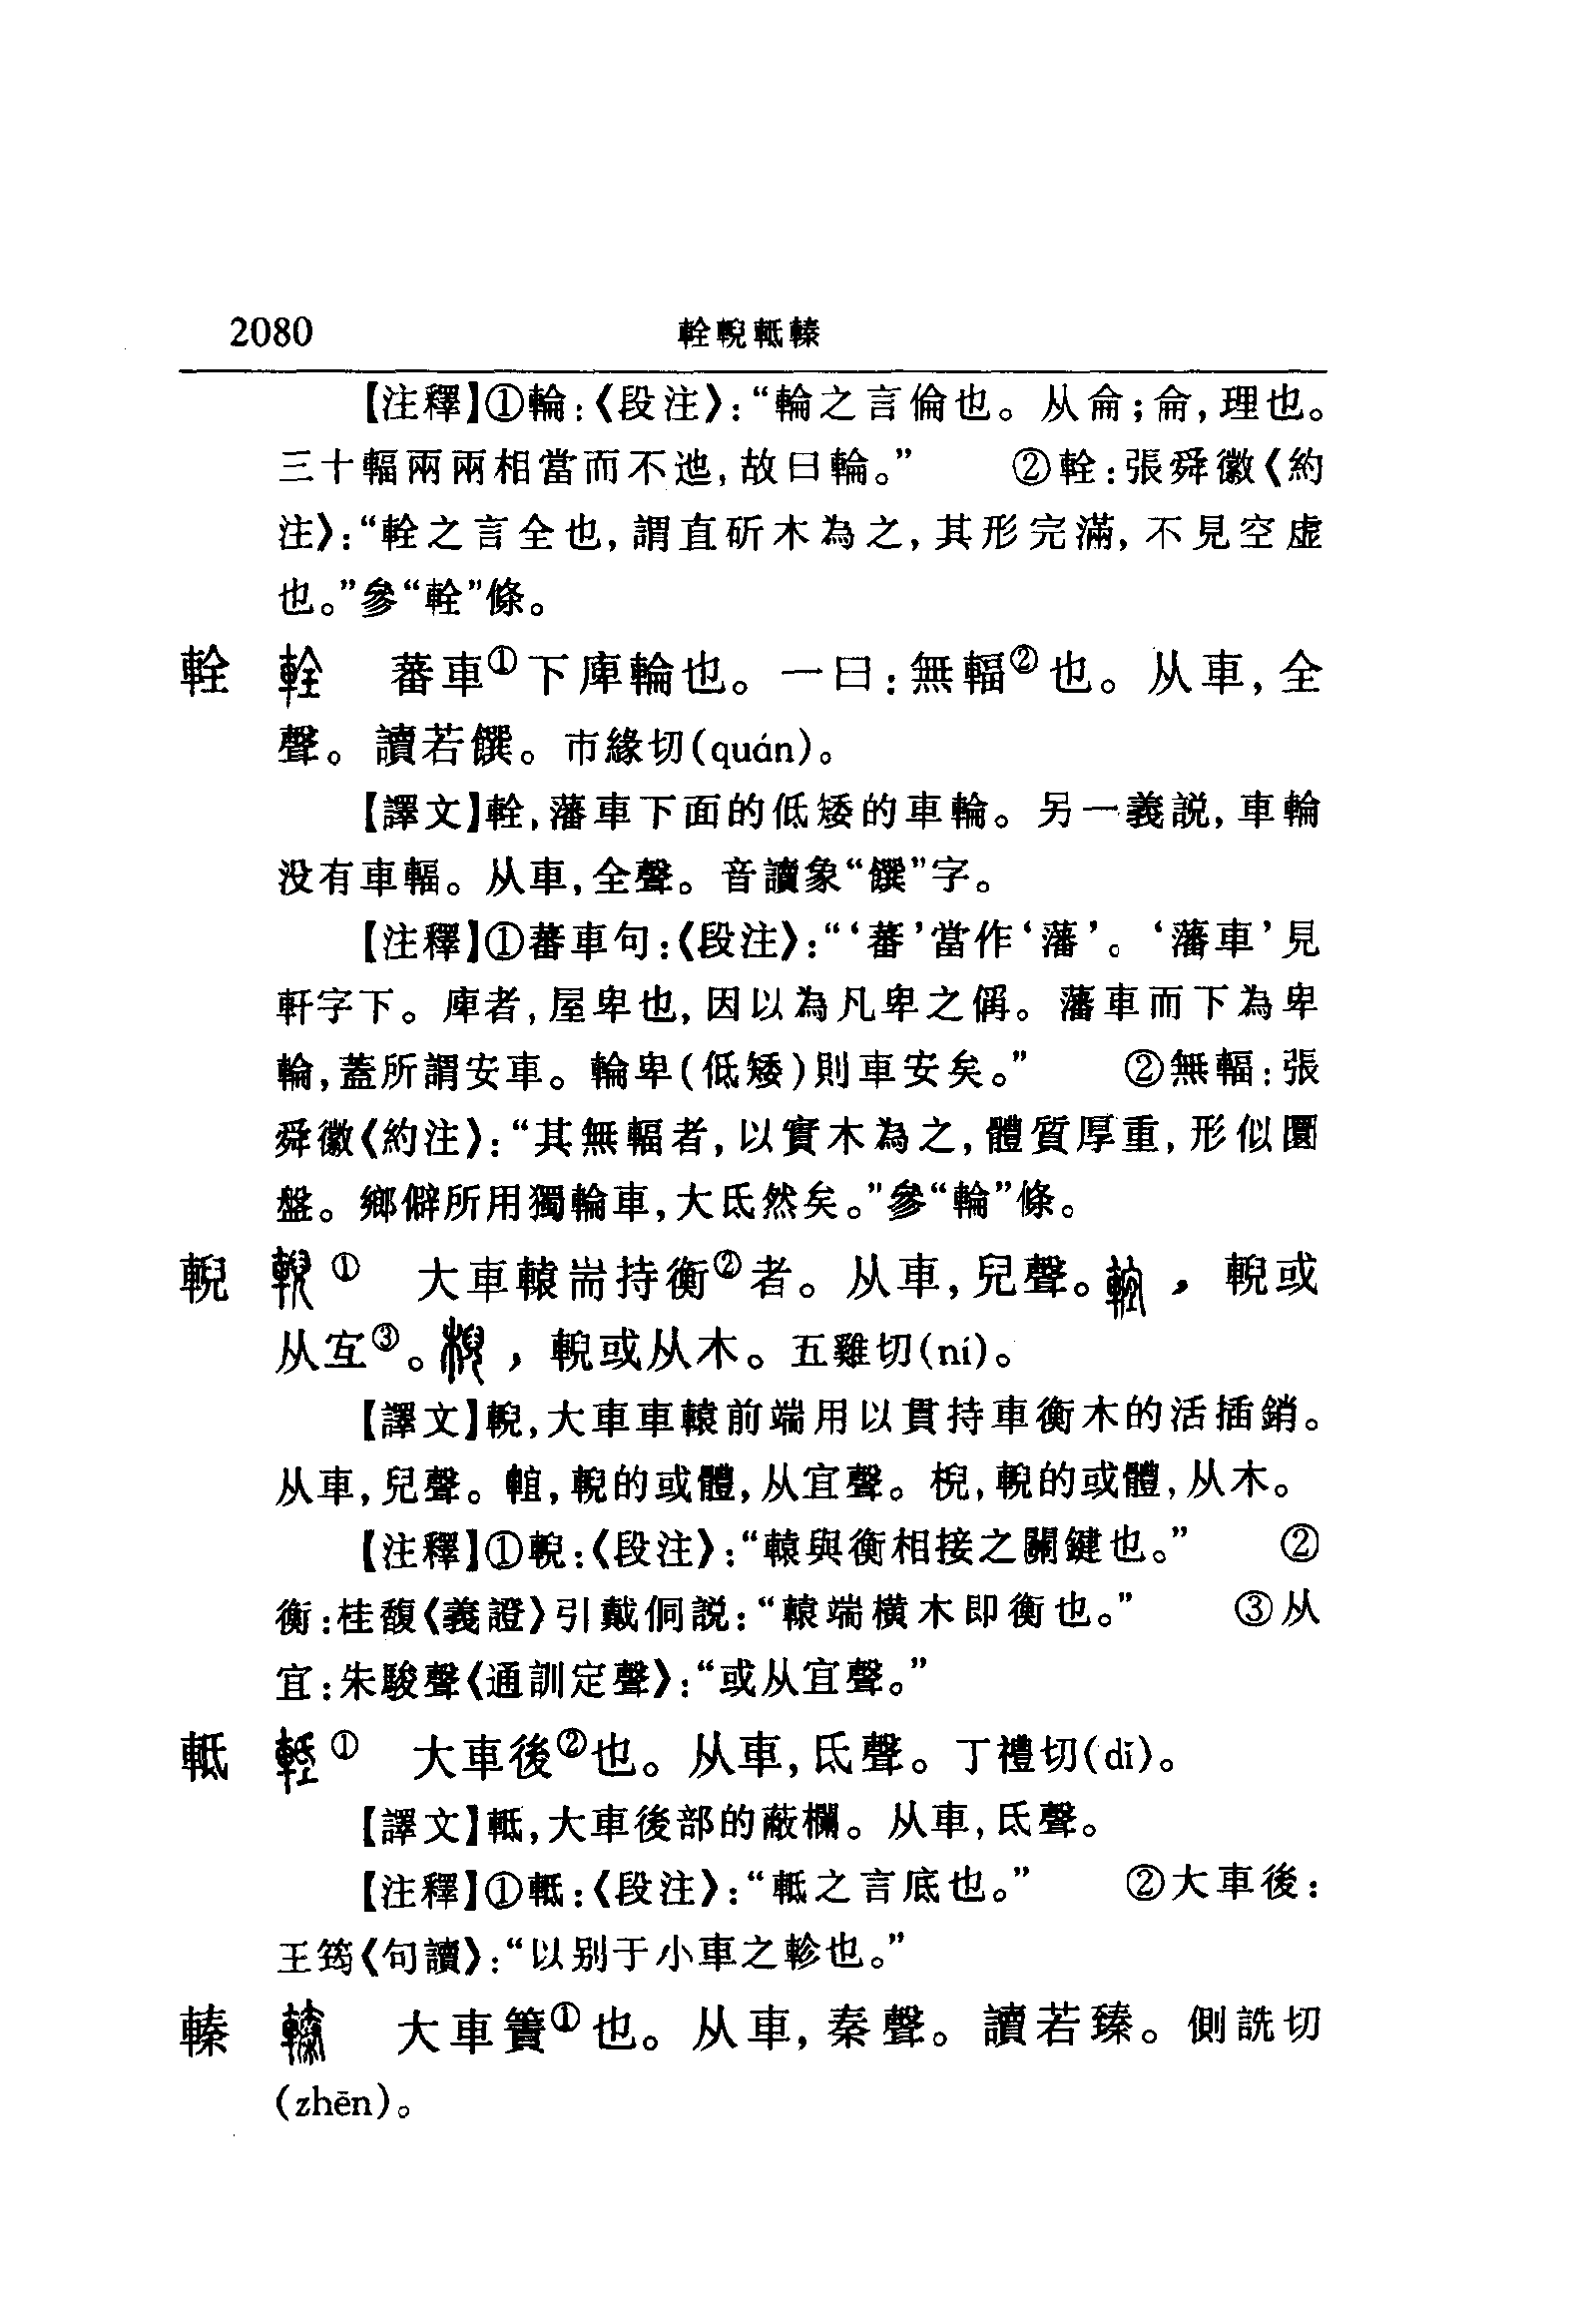 2080 輇輗軧轃
【注釋】①輪：〈段注〉：“輪之言倫也。从侖；侖，理也。
三十輻兩兩相當而不迆，故曰輪。” ②輇：張舜徽〈約
注〉：“輇之言全也，謂直斫木為之，其形完滿，不見空虛
也。”參“輇”條。
輇 輇 蕃車①下庳輪也。一曰：無輻②也。从車，全
聲。讀若饌。市緣切(quán)。
【譯文】輇，藩車下面的低矮的車輪。另一義説，車輪
没有車輻。从車，全聲。音讀象“饌”字。
【注釋】①蕃車句：〈段注〉：“‘蕃’當作‘藩’。‘藩車’見
軒字下。庳者，屋卑也，因以為凡卑之偁。藩車而下為卑
輪，蓋所謂安車。輪卑(低矮)則車安矣。” ②無輻：張
舜徽〈約注〉：“其無輻者，以實木為之，體質厚重，形似圜
盤。鄉僻所用獨輪車，大氐然矣。”參“輪”條。
輗 輗① 大車轅耑持衡②者。从車，兒聲。𨋗，輗或
从宜③。棿，輗或从木。五雞切(ní)。
【譯文】輗，大車車轅前端用以貫持車衡木的活插銷。
从車，兒聲。𨋗，輗的或體，从宜聲。棿，輗的或體，从木。
【注釋】①輗：〈段注〉：“轅與衡相接之關鍵也。” ②
衡：桂馥〈義證〉引戴侗説：“轅端横木即衡也。” ③从
宜：朱駿聲〈通訓定聲〉：“或从宜聲。”
軧 軧① 大車後②也。从車，氐聲。丁禮切(dǐ)。
【譯文】軧，大車後部的蔽欄。从車，氐聲。
【注釋】①軧：〈段注〉：“軧之言底也。” ②大車後：
王筠〈句讀〉：“以别于小車之軫也。”
轃 轃 大車簀①也。从車，秦聲。讀若臻。側詵切
(zhēn)。